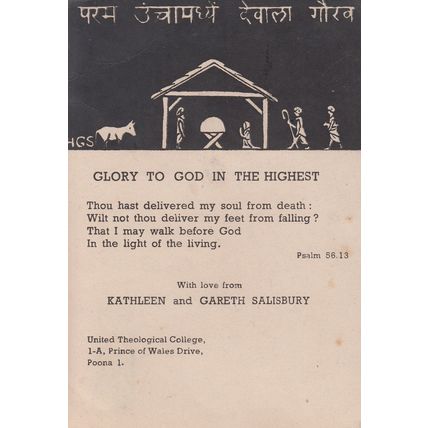 परम उंचामध्यें देवाला गौरव
HGS
GLORY TO GOD IN THE HIGHEST
Thou hast delivered my soul from death :
Wilt not thou deliver my feet from falling ?
That I may walk before God
In the light of the living.
Psalm 56.13
With love from
KATHLEEN and GARETH SALISBURY
United Theological College,
1-A, Prince of Wales Drive,
Poona 1.